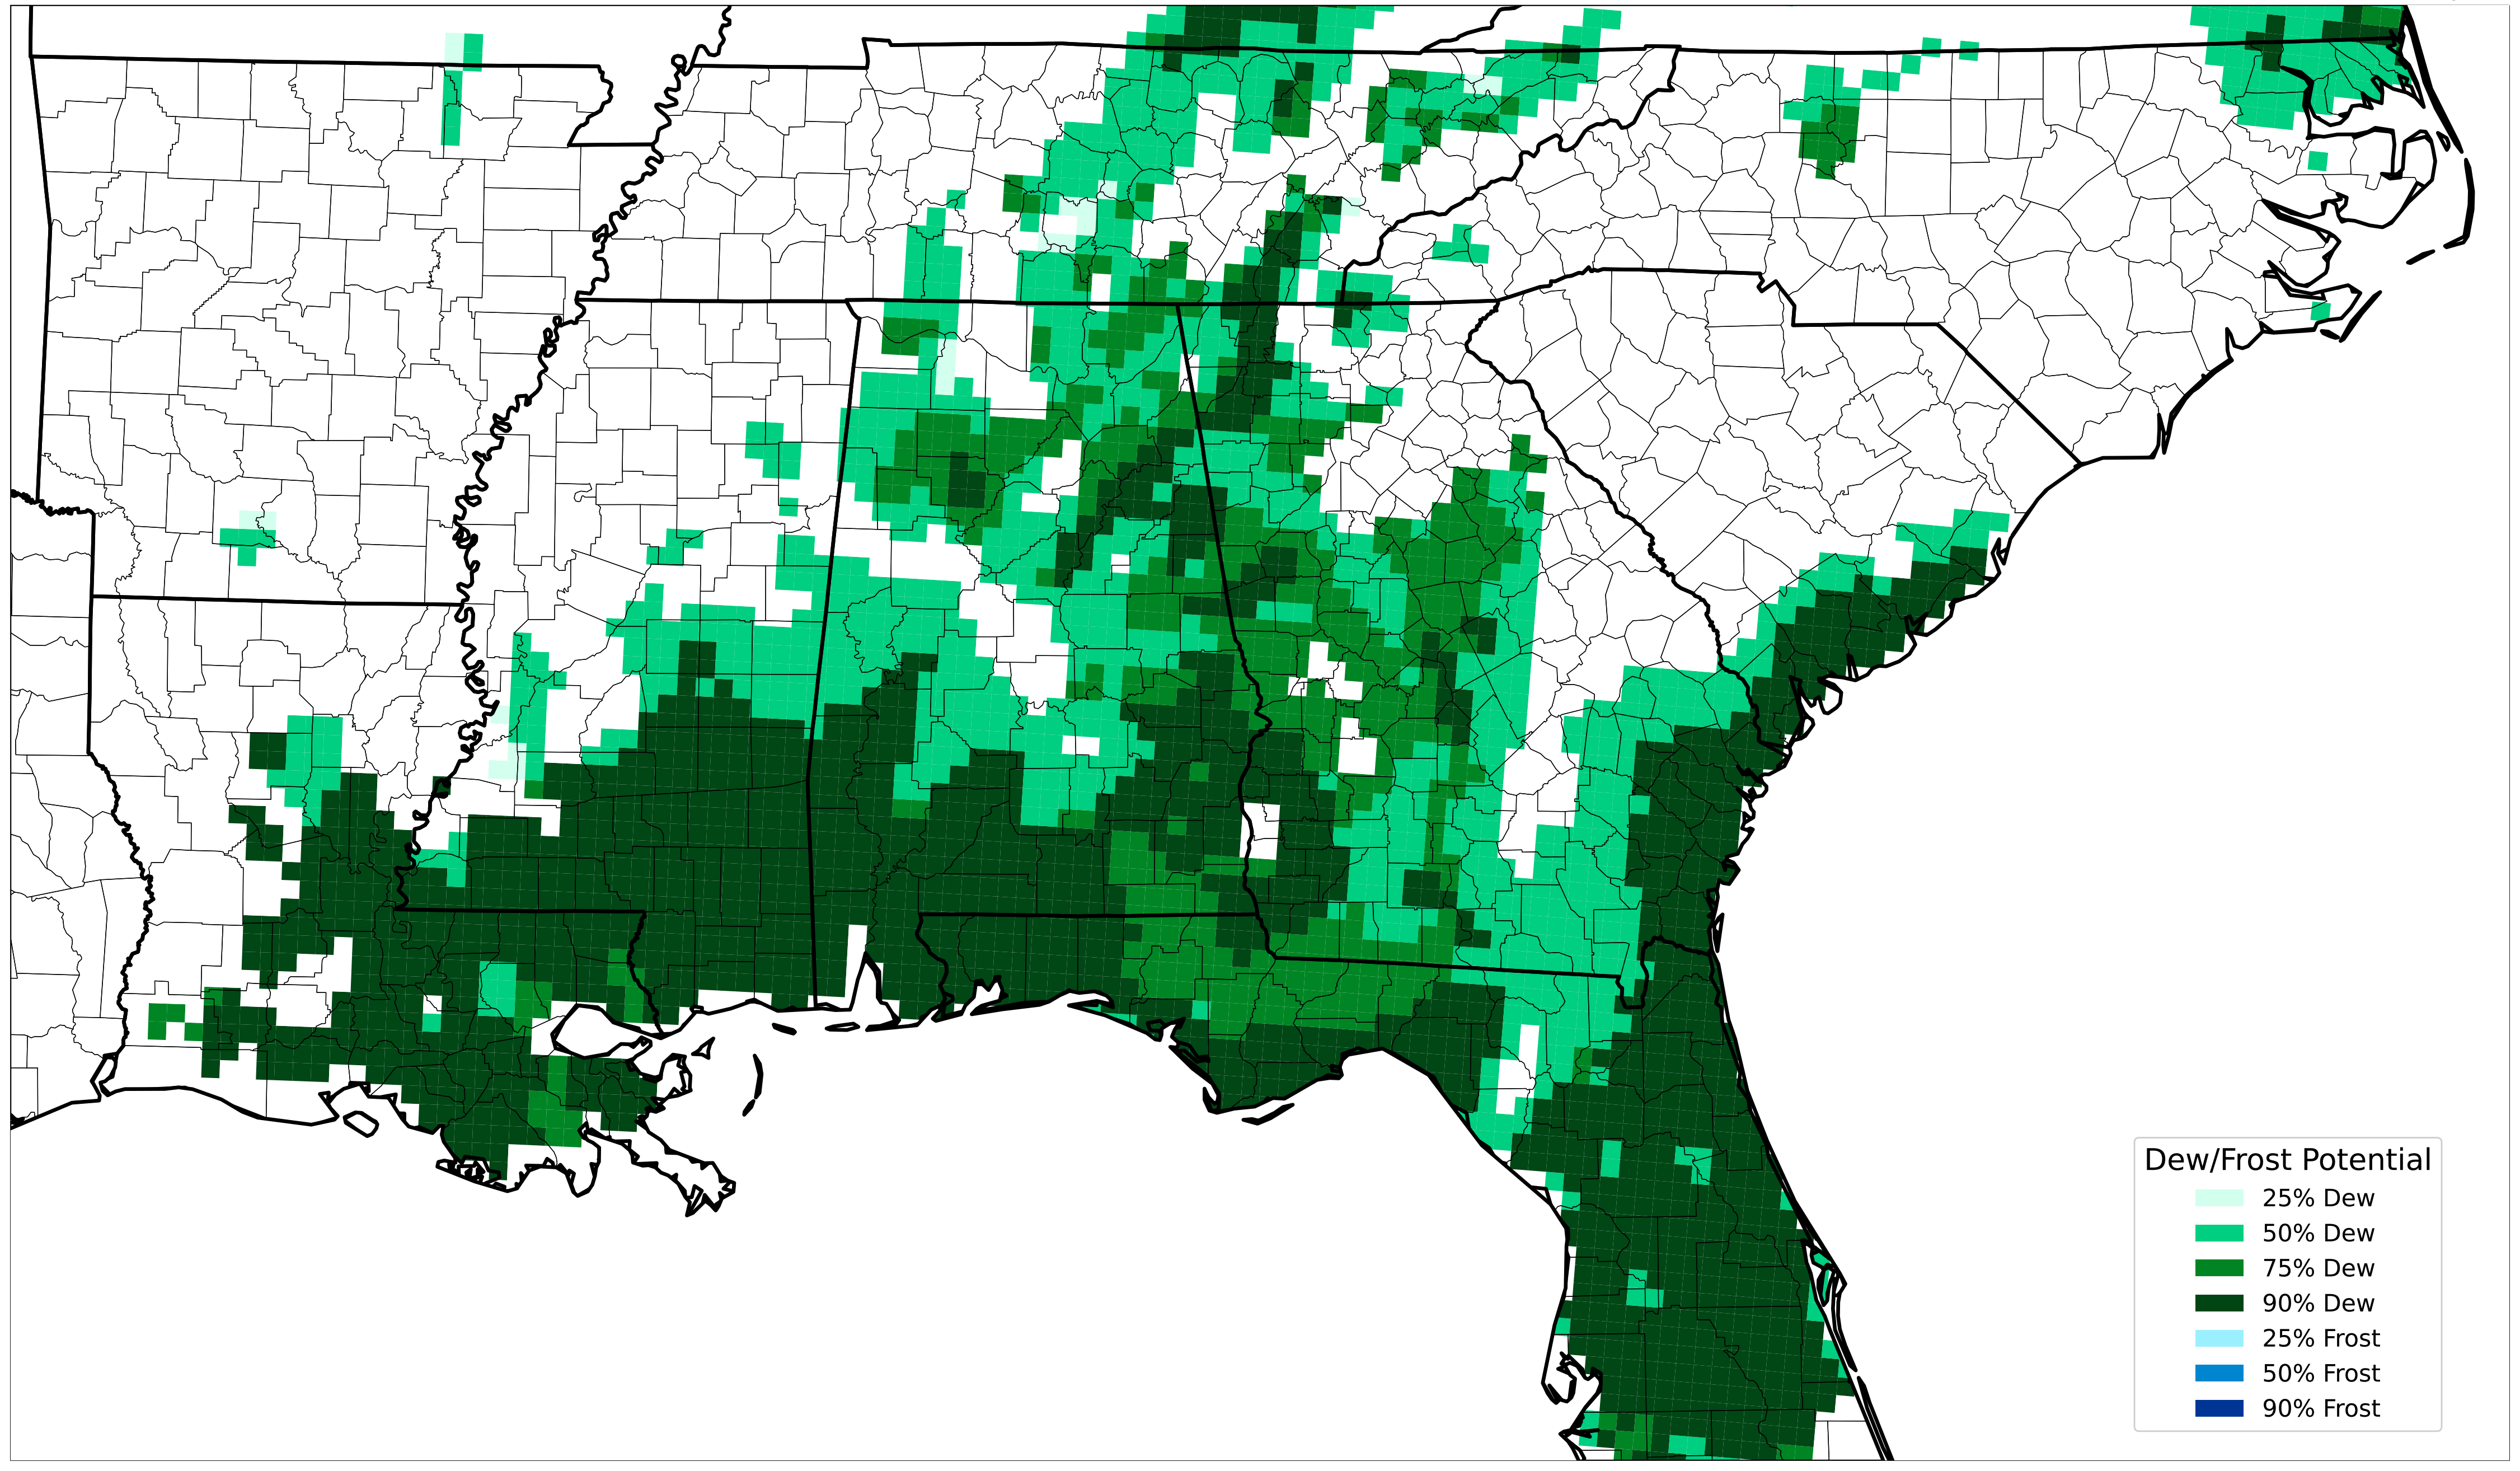 Dew/Frost Potential
25% Dew
50% Dew
75% Dew
90% Dew
25% Frost
50% Frost
90% Frost